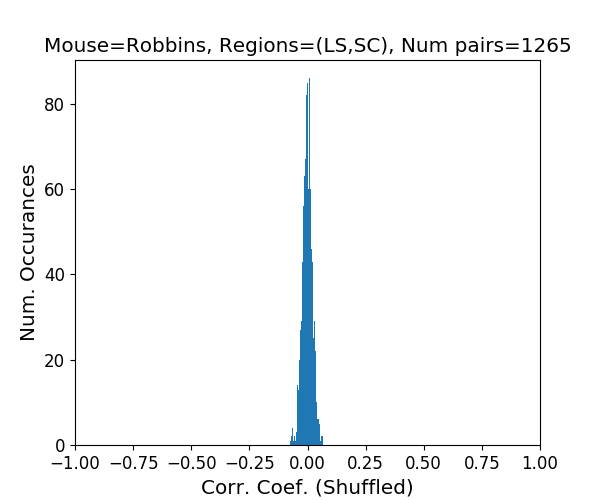 Mouse=Robbins, Regions=(LS,SC), Num pairs=1265
Num. Occurances
80
60
40
20
0
−1.00 −0.75 −0.50 −0.25 0.00 0.25 0.50 0.75 1.00
Corr. Coef. (Shuffled)